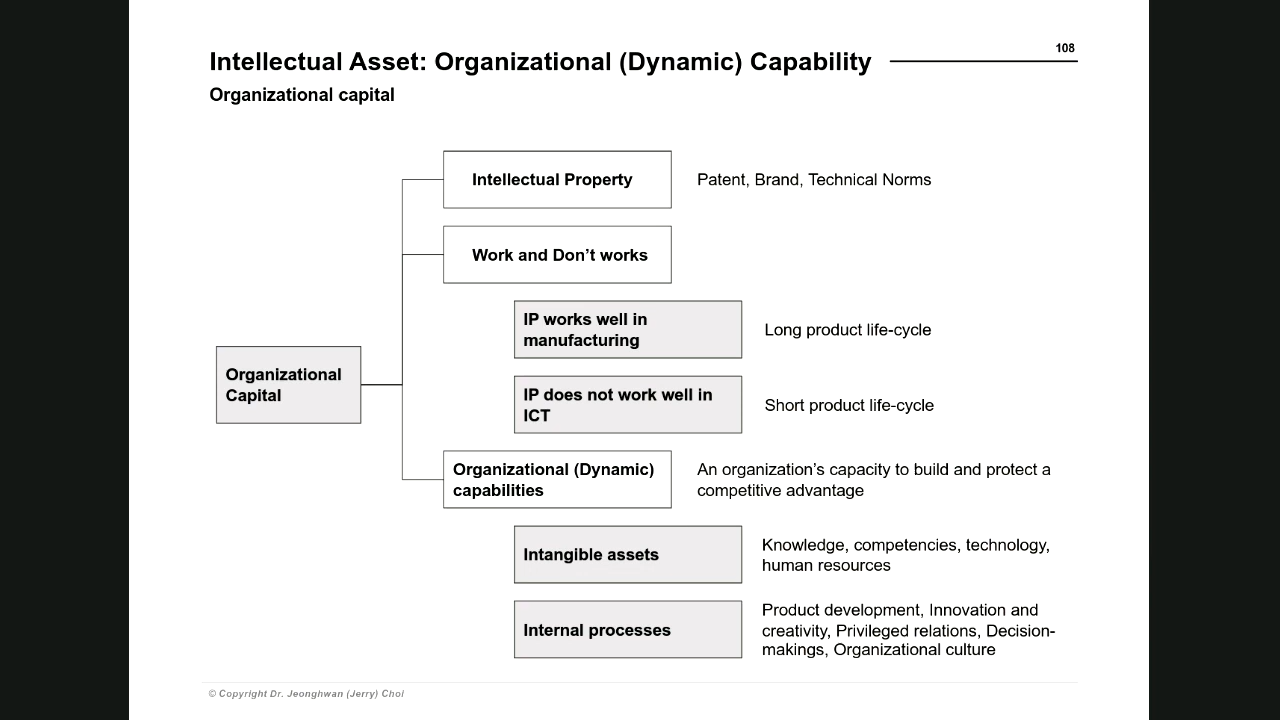 108
Intellectual Asset: Organizational (Dynamic) Capability
Organizational capital
Intellectual Property
Patent, Brand, Technical Norms
Work and Don’t works
IP works well in
manufacturing
Long product life-cycle
Organizational
Capital
IP does not work well in
ICT
Short product life-cycle
Organizational (Dynamic)
capabilities
An organization’s capacity to build and protect a
competitive advantage
Intangible assets
Knowledge, competencies, technology,
human resources
Internal processes
Product development, Innovation and
creativity, Privileged relations, Decision-
makings, Organizational culture
© Copyright Dr. Jeonghwan (Jerry) Choi